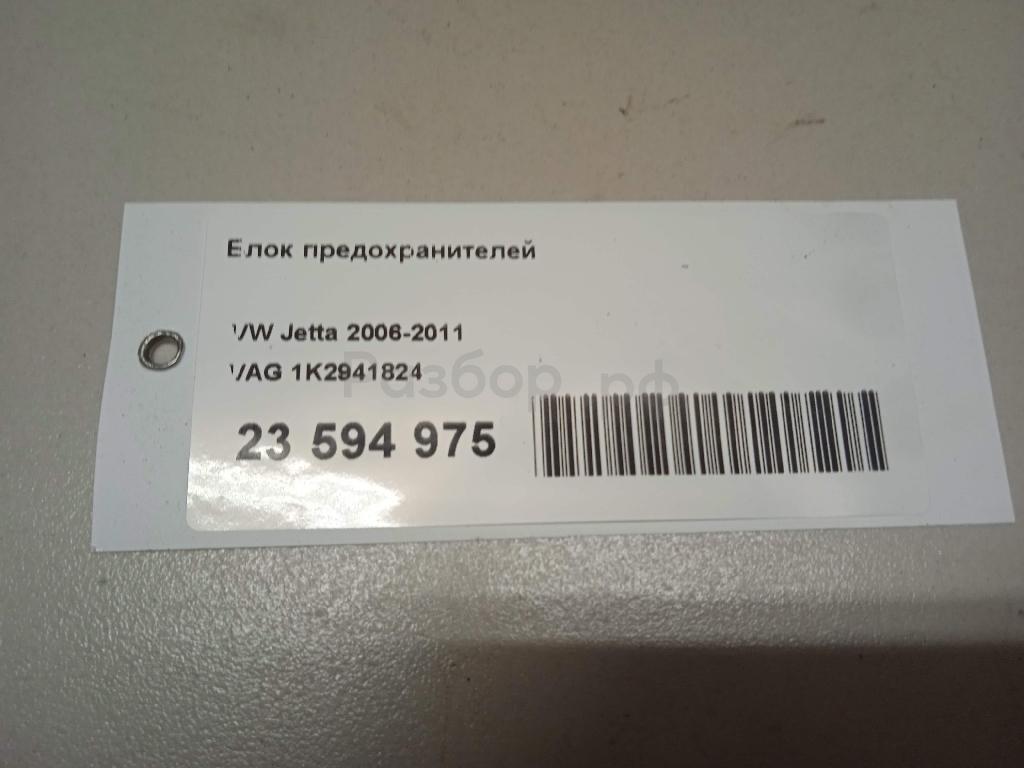 Блок предохранителей
VW Jetta 2006-2011
VAG 1K2941824
Разбор.рф
23 594 975